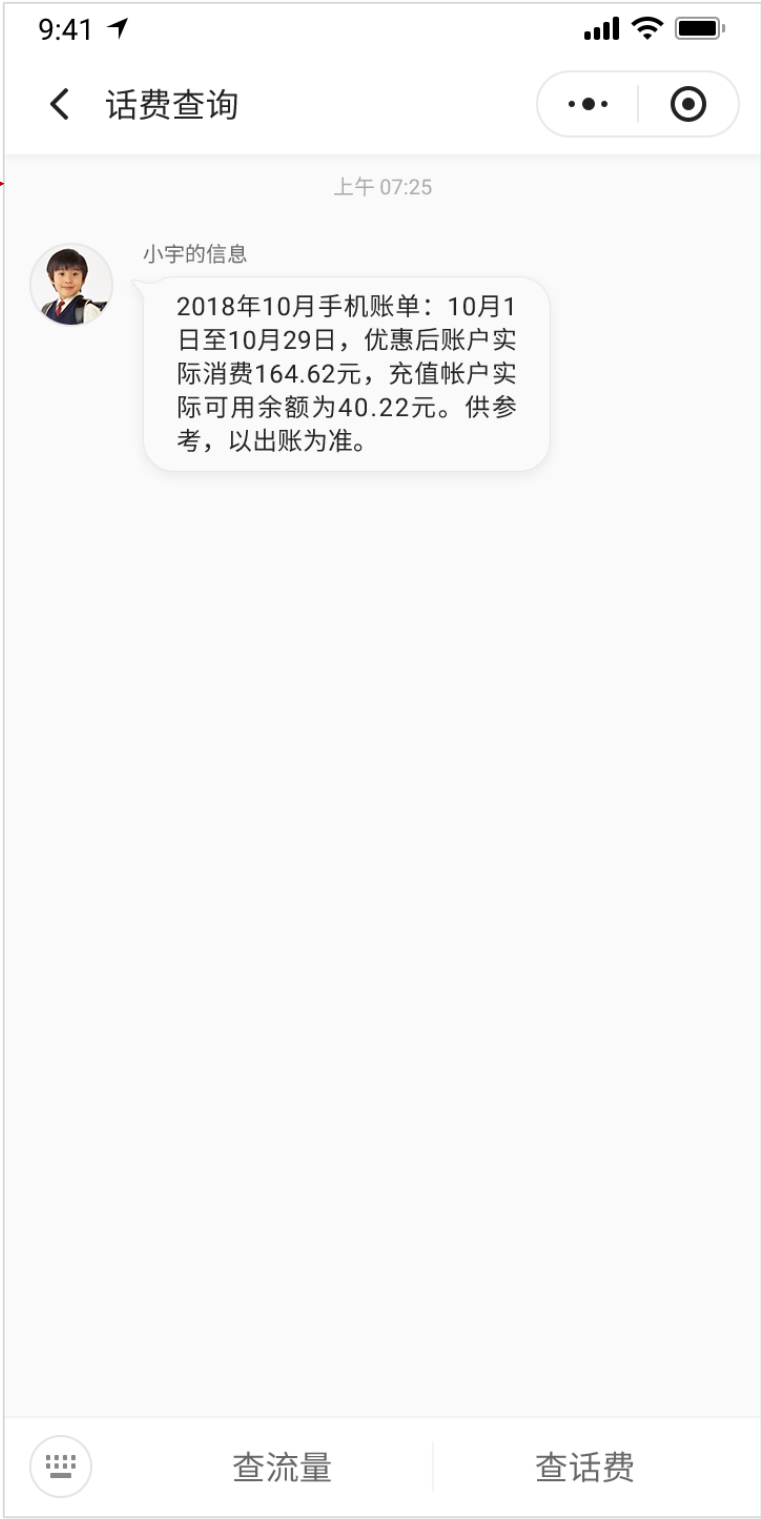 9:41
话费查询
上午 07:25
小宇的信息
2018年10月手机账单：10月1
日至10月29日，优惠后账户实
际消费164.62元，充值帐户实
际可用余额为40.22元。供参
考，以出账为准。
查流量
查话费